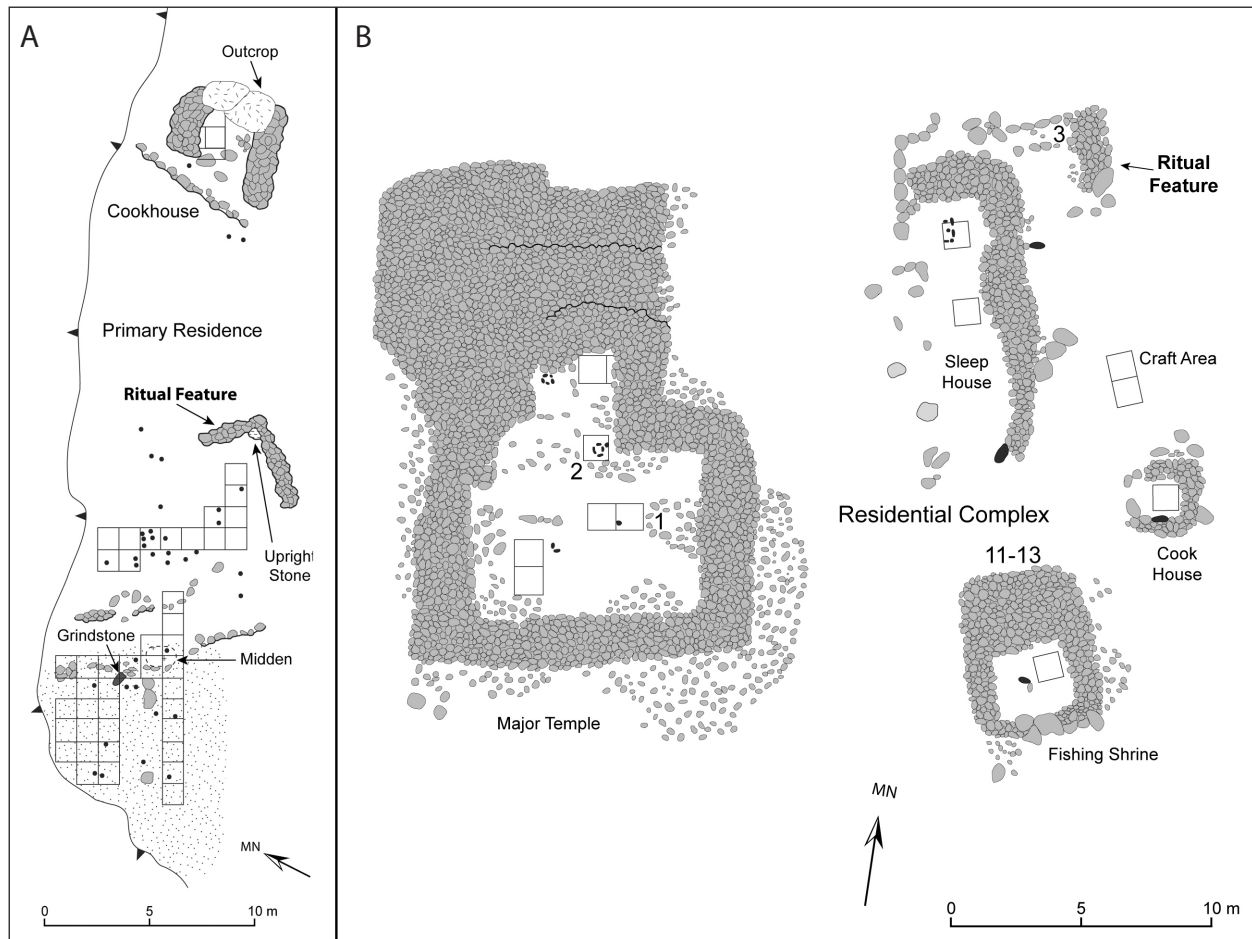 A
Outcrop
Cookhouse
Primary Residence
Ritual Feature
Upright
Stone
Grindstone
Midden
MN
0 5 10 m
B
3
Ritual
Feature
Sleep
House
Craft Area
2
1
Residential Complex
Cook
House
11-13
Major Temple
Fishing Shrine
MN
0 5 10 m